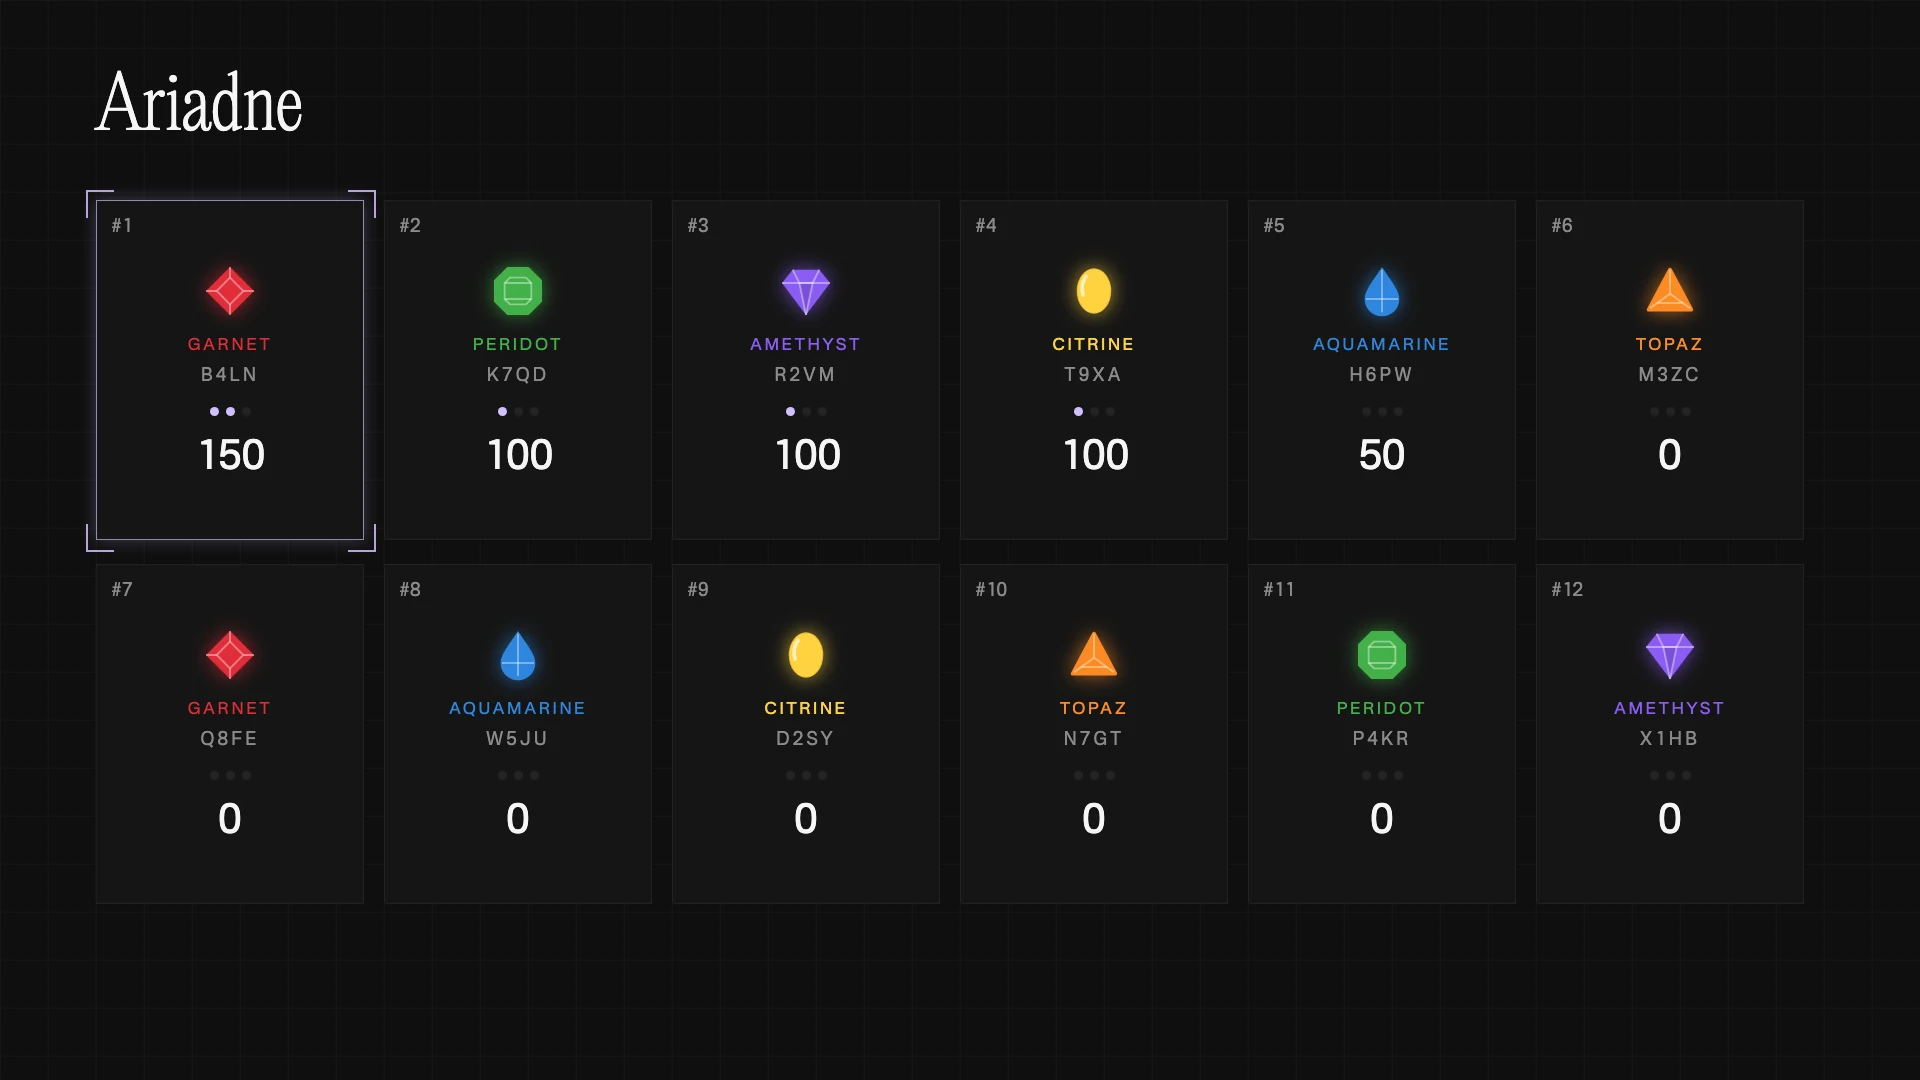 Ariadne
#1
GARNET
B4LN
150
#2
PERIDOT
K7QD
100
#3
AMETHYST
R2VM
100
#4
CITRINE
T9XA
100
#5
AQUAMARINE
H6PW
50
#6
TOPAZ
M3ZC
0
#7
GARNET
Q8FE
0
#8
AQUAMARINE
W5JU
0
#9
CITRINE
D2SY
0
#10
TOPAZ
N7GT
0
#11
PERIDOT
P4KR
0
#12
AMETHYST
X1HB
0